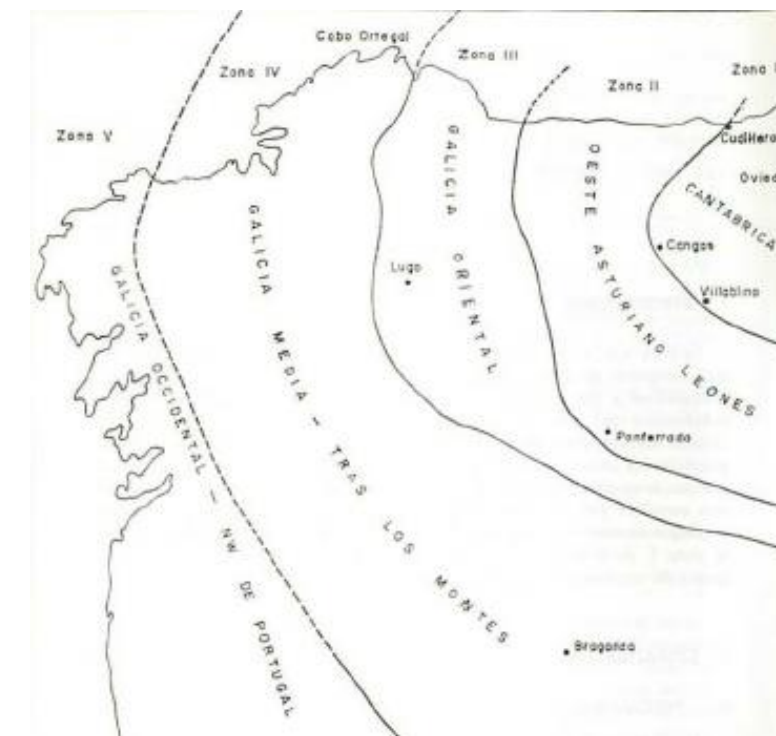 Cabo Ortegal
Zona III
Zona IV
Zona II
Zona
Zona V
Cudillero
Oviedo
CANTABRICA
Cangas
Villablino
Lugo
Ponferrada
Braganca
GALICIA OCCIDENTAL - NW DE PORTUGAL
GALICIA MEDIA - TRAS LOS MONTES
GALICIA ORIENTAL
OESTE ASTURIANO LEONES